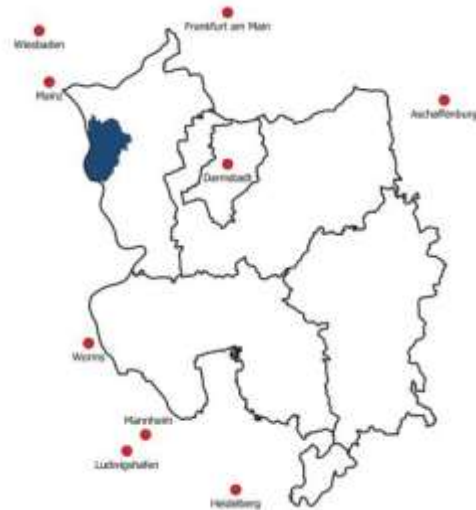 Frankfurt am Main
Wiesbaden
Mainz
Aschaffenburg
Darmstadt
Worms
Mannheim
Ludwigshafen
Heidelberg